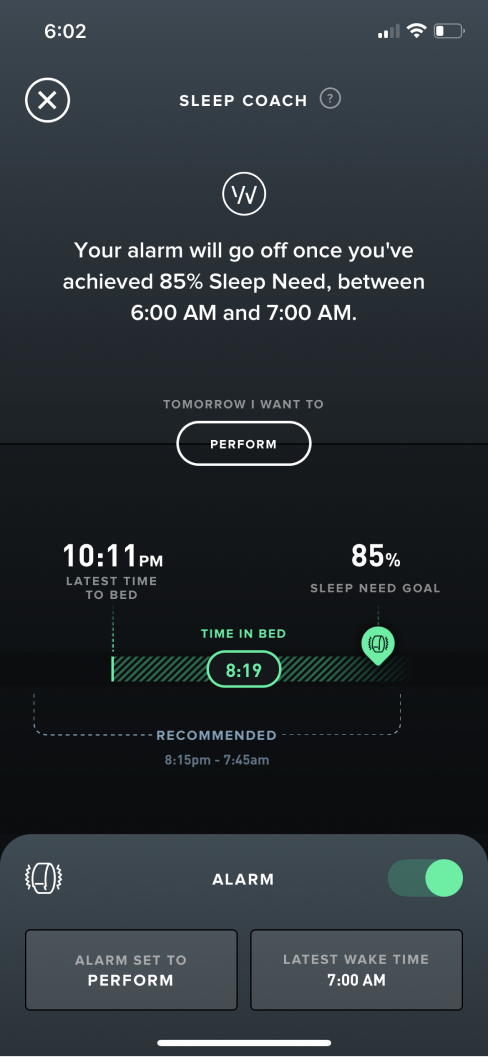 6:02
SLEEP COACH ?
Your alarm will go off once you've
achieved 85% Sleep Need, between
6:00 AM and 7:00 AM.
TOMORROW I WANT TO
PERFORM
10:11PM
LATEST TIME
TO BED
85%
SLEEP NEED GOAL
TIME IN BED
8:19
RECOMMENDED
8:15pm - 7:45am
ALARM
ALARM SET TO
PERFORM
LATEST WAKE TIME
7:00 AM